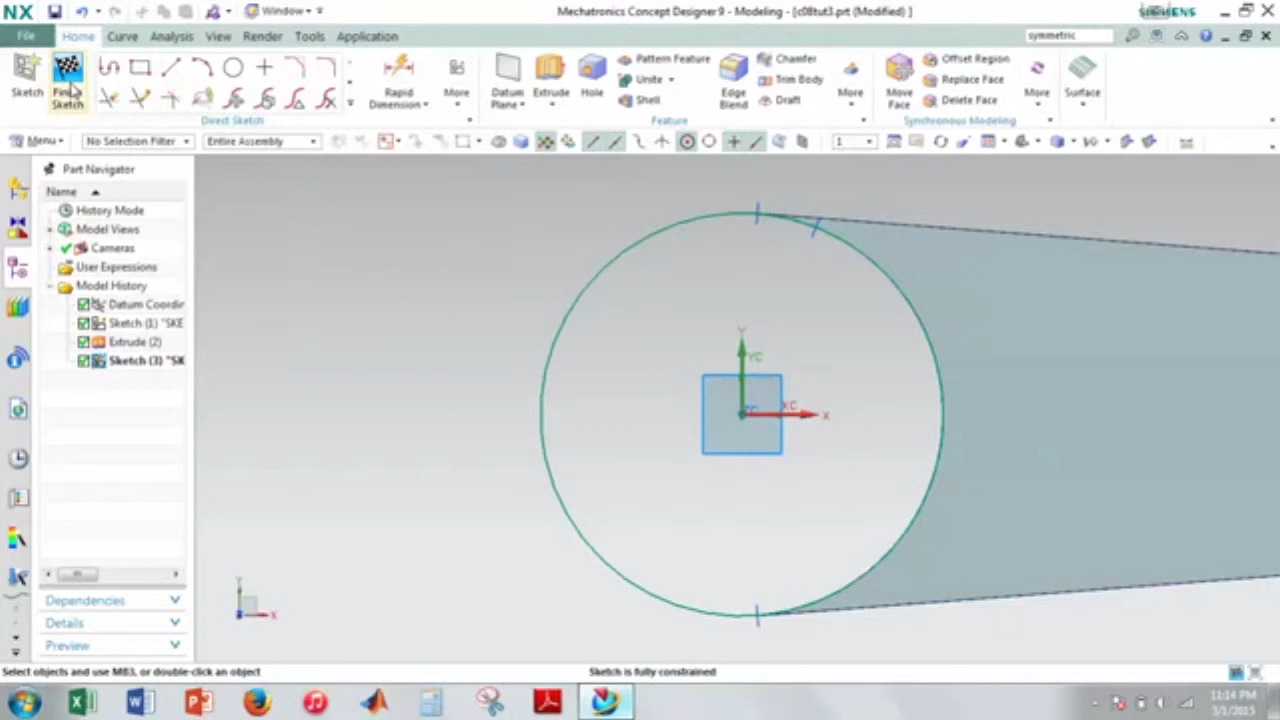 NX Window Mechatronics Concept Designer 9 - Modeling - [c08tut3.prt (Modified) ] SIEMENS
File Home Curve Analysis View Render Tools Application symmetric
Sketch Finish Sketch Rapid Dimension More Datum Plane Extrude Hole Pattern Feature Unite Shell Edge Blend Chamfer Trim Body Draft More Move Face Offset Region Replace Face Delete Face More Surface
Direct Sketch Feature Synchronous Modeling
Menu No Selection Filter Entire Assembly 1
Part Navigator
Name
History Mode
Model Views
Cameras
User Expressions
Model History
Datum Coordin
Sketch (1) "SKE
Extrude (2)
Sketch (3) "SK
Y
YC
XC
X
Y
X
Dependencies
Details
Preview
Select objects and use MB3, or double-click an object Sketch is fully constrained
11:14 PM
3/1/2015